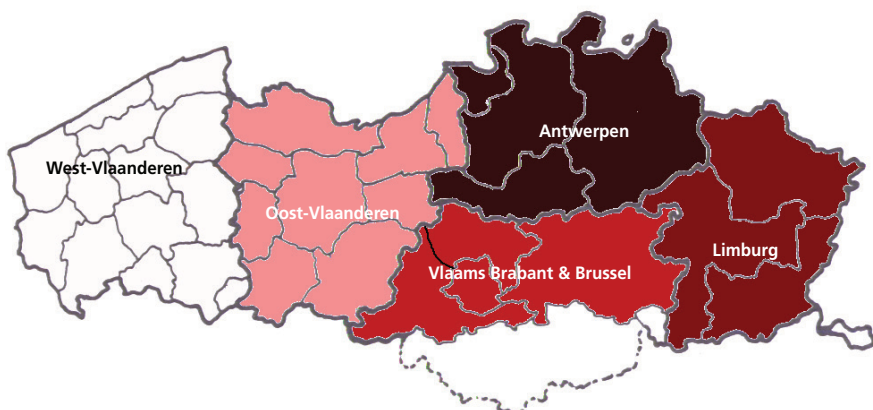 Antwerpen
West-Vlaanderen
Oost-Vlaanderen
Limburg
Vlaams Brabant & Brussel